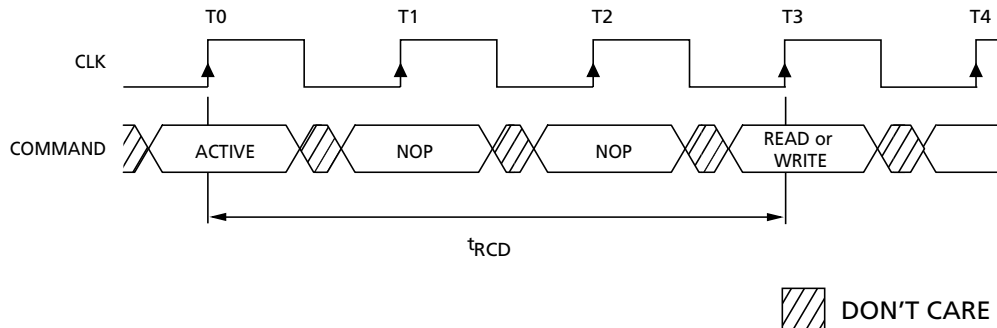 T0 T1 T2 T3 T4
CLK
COMMAND ACTIVE NOP NOP READ or
WRITE
tRCD
DON'T CARE